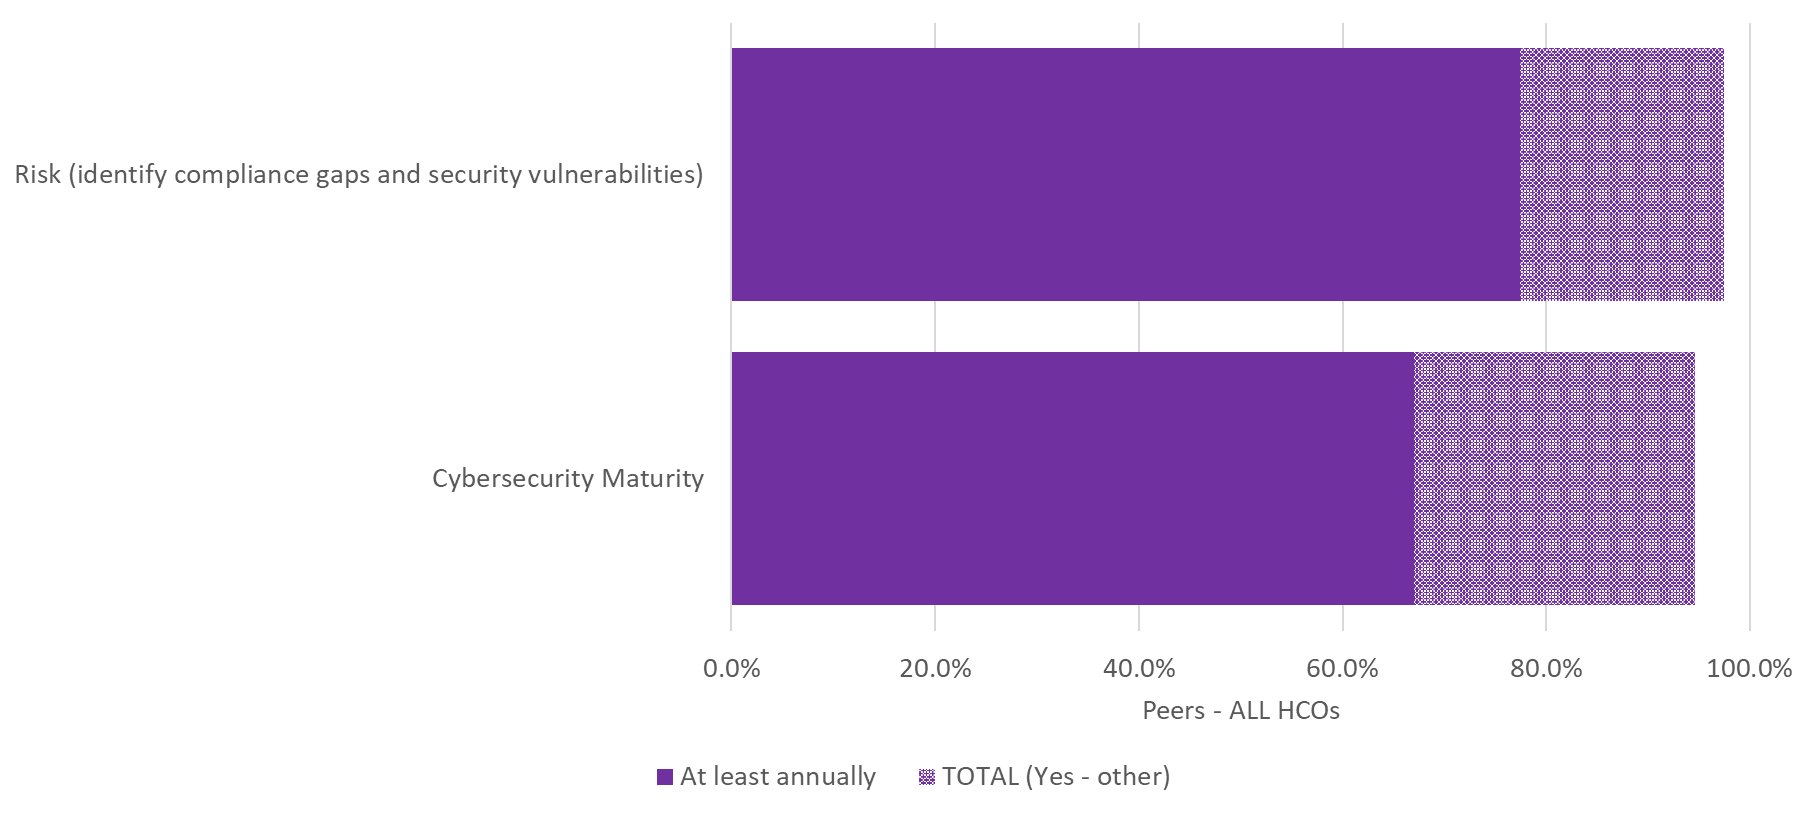 Risk (identify compliance gaps and security vulnerabilities)
Cybersecurity Maturity
0.0% 20.0% 40.0% 60.0% 80.0% 100.0%
Peers - ALL HCOs
At least annually TOTAL (Yes - other)